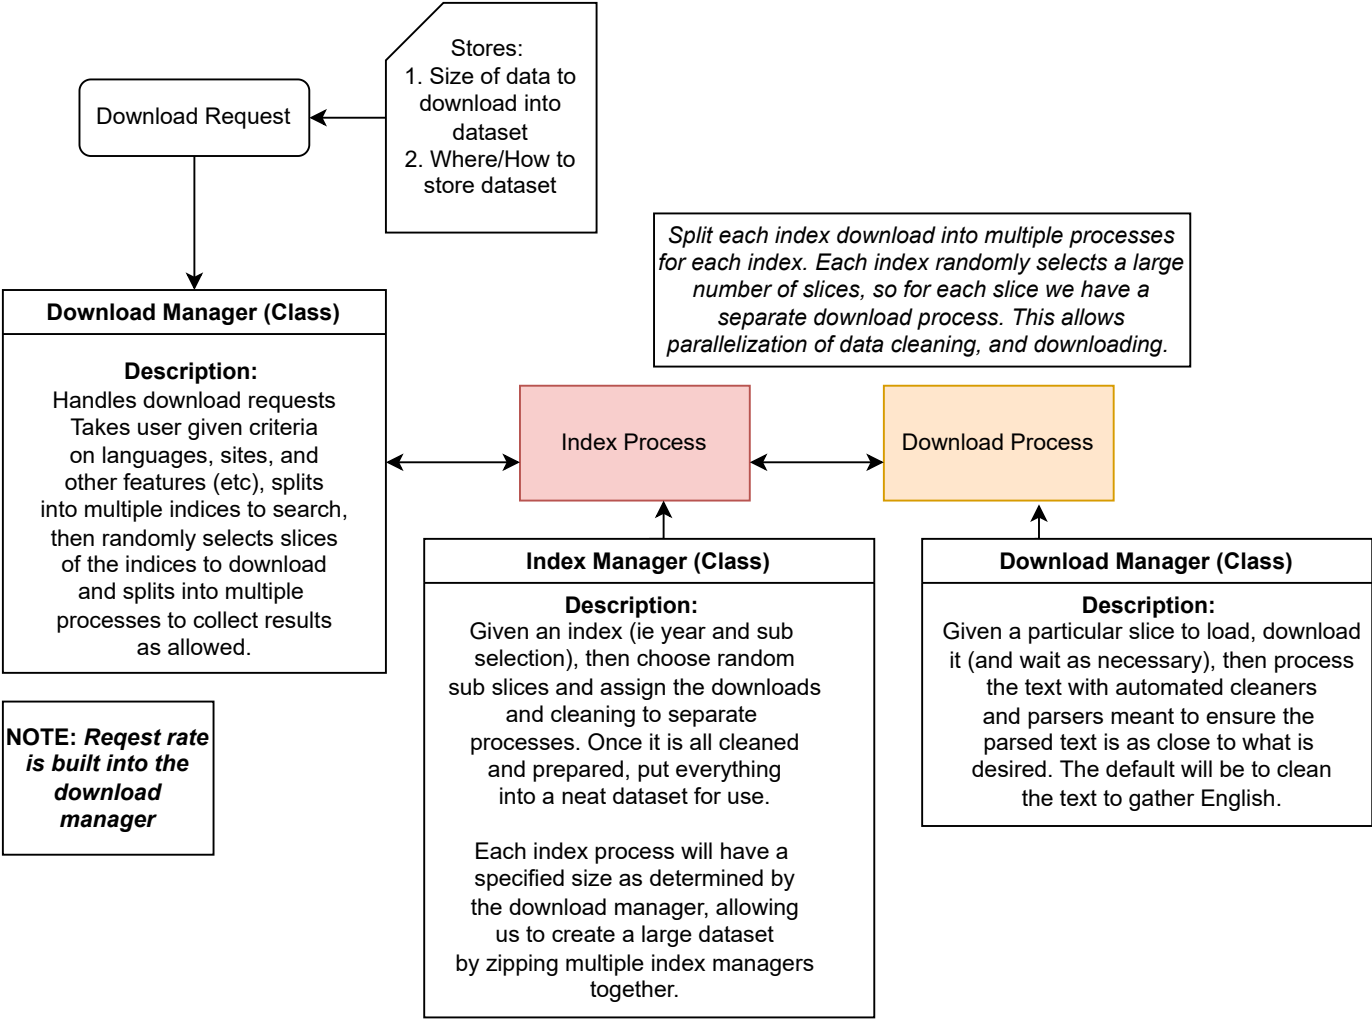 Stores:
1. Size of data to
download into
dataset
2. Where/How to
store dataset
Download Request
Split each index download into multiple processes
for each index. Each index randomly selects a large
number of slices, so for each slice we have a
separate download process. This allows
parallelization of data cleaning, and downloading.
Download Manager (Class)
Description:
Handles download requests
Takes user given criteria
on languages, sites, and
other features (etc), splits
into multiple indices to search,
then randomly selects slices
of the indices to download
and splits into multiple
processes to collect results
as allowed.
Index Process
Download Process
Index Manager (Class)
Description:
Given an index (ie year and sub
selection), then choose random
sub slices and assign the downloads
and cleaning to separate
processes. Once it is all cleaned
and prepared, put everything
into a neat dataset for use.
Each index process will have a
specified size as determined by
the download manager, allowing
us to create a large dataset
by zipping multiple index managers
together.
Download Manager (Class)
Description:
Given a particular slice to load, download
it (and wait as necessary), then process
the text with automated cleaners
and parsers meant to ensure the
parsed text is as close to what is
desired. The default will be to clean
the text to gather English.
NOTE: Reqest rate
is built into the
download
manager